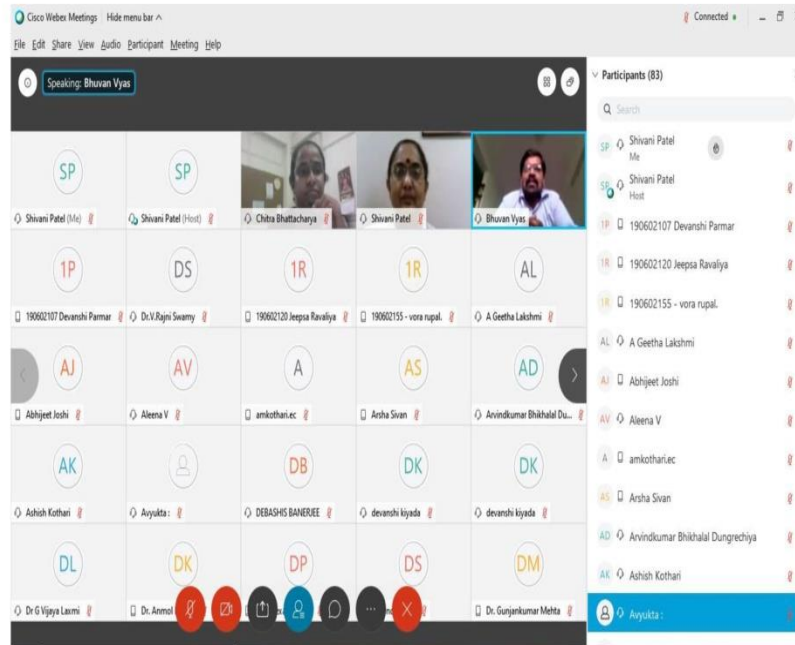 Cisco Webex Meetings Hide menu bar
Connected
File Edit Share View Audio Participant Meeting Help
Speaking: Bhuvan Vyas
SP SP
Shivani Patel (Me) Shivani Patel (Host) Chitra Bhattacharya Shivani Patel Bhuvan Vyas
1P DS 1R 1R AL
190602107 Devanshi Parmar Dr.V.Rajni Swamy 190602120 Jeepsa Ravaliya 190602155 - vora rupal. A Geetha Lakshmi
AJ AV A AS AD
Abhijeet Joshi Aleena V amkothari.ec Arsha Sivan Arvindkumar Bhikhalal Du...
AK DB DK DK
Ashish Kothari Avyukta : DEBASHIS BANERJEE devanshi kiyada devanshi kiyada
DL DK DP DS DM
Dr G Vijaya Laxmi Dr. Anmol Dr. Gunjankumar Mehta
Participants (83)
Search
SP Shivani Patel
Me
SP Shivani Patel
Host
1P 190602107 Devanshi Parmar
1R 190602120 Jeepsa Ravaliya
1R 190602155 - vora rupal.
AL A Geetha Lakshmi
AJ Abhijeet Joshi
AV Aleena V
A amkothari.ec
AS Arsha Sivan
AD Arvindkumar Bhikhalal Dungrechiya
AK Ashish Kothari
Avyukta :